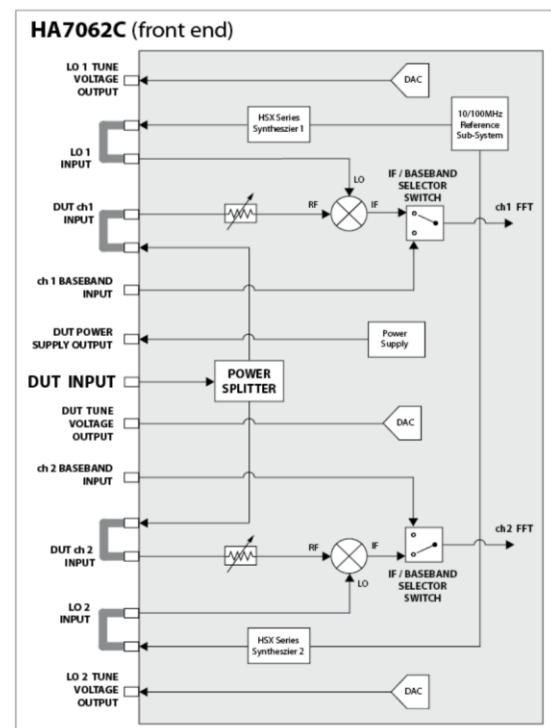 HA7062C (front end)
LO 1 TUNE
VOLTAGE
OUTPUT
DAC
HSX Series
Syntheszier 1
10/100MHz
Reference
Sub-System
LO 1
INPUT
LO
IF / BASEBAND
SELECTOR
SWITCH
DUT ch1
INPUT
RF
IF
ch1 FFT
ch 1 BASEBAND
INPUT
DUT POWER
SUPPLY OUTPUT
Power
Supply
DUT INPUT
POWER
SPLITTER
DUT TUNE
VOLTAGE
OUTPUT
DAC
ch 2 BASEBAND
INPUT
DUT ch 2
INPUT
RF
IF
ch2 FFT
LO
IF / BASEBAND
SELECTOR
SWITCH
LO 2
INPUT
HSX Series
Syntheszier 2
LO 2 TUNE
VOLTAGE
OUTPUT
DAC